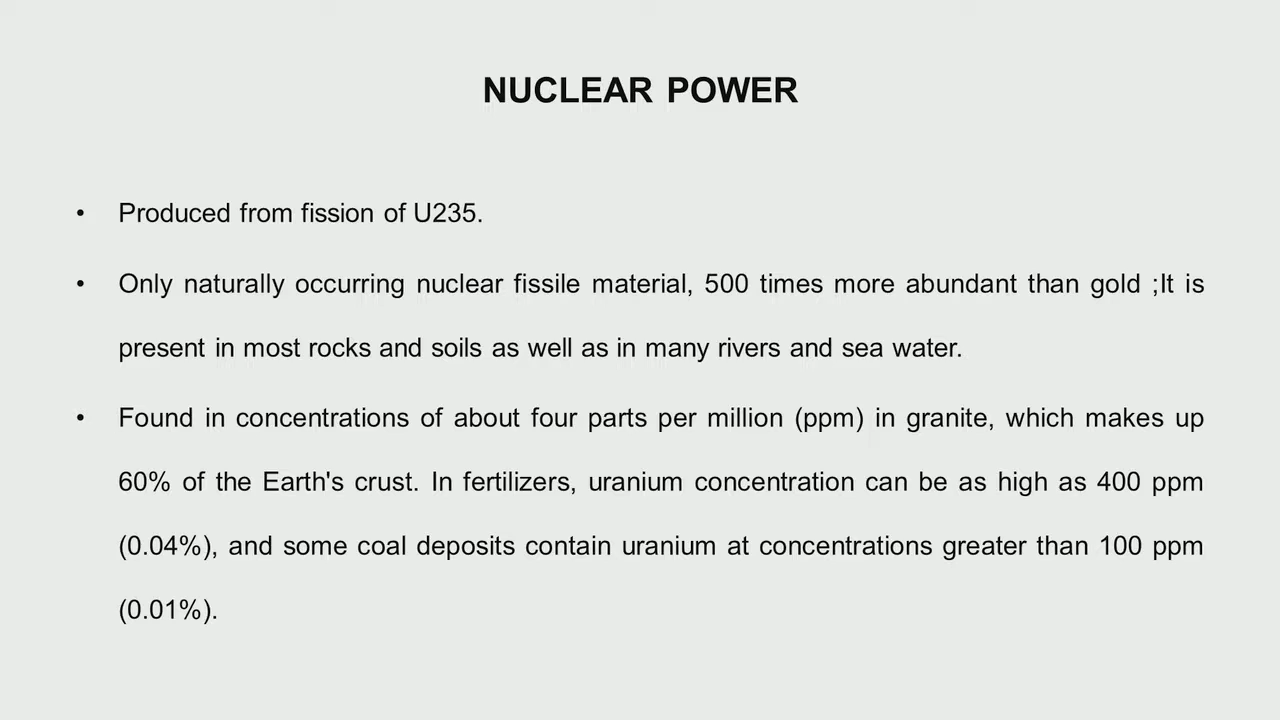 NUCLEAR POWER
• Produced from fission of U235.
• Only naturally occurring nuclear fissile material, 500 times more abundant than gold ;It is
present in most rocks and soils as well as in many rivers and sea water.
• Found in concentrations of about four parts per million (ppm) in granite, which makes up
60% of the Earth's crust. In fertilizers, uranium concentration can be as high as 400 ppm
(0.04%), and some coal deposits contain uranium at concentrations greater than 100 ppm
(0.01%).